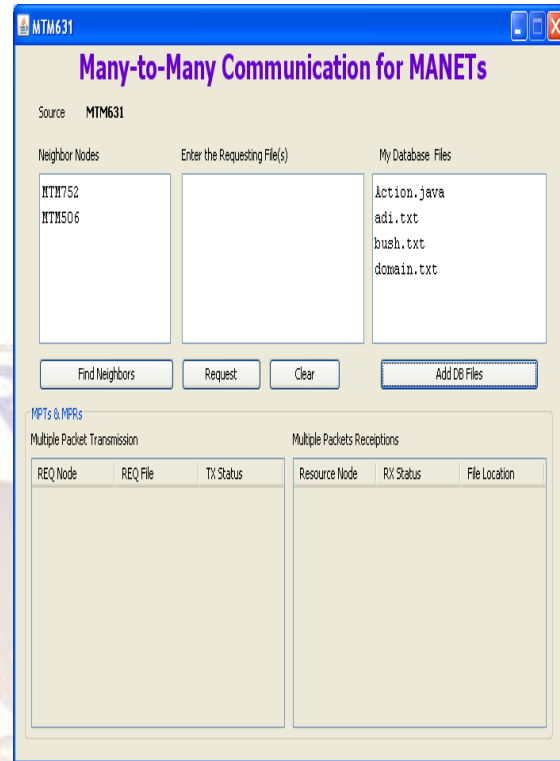 MTM631
Many-to-Many Communication for MANETs
Source MTM631
Neighbor Nodes Enter the Requesting File(s) My Database Files
MTM752
MTM506
Action.java
adi.txt
bush.txt
domain.txt
Find Neighbors Request Clear Add DB Files
MPTs & MPRs
Multiple Packet Transmission Multiple Packets Receiptions
REQ Node REQ File TX Status Resource Node RX Status File Location